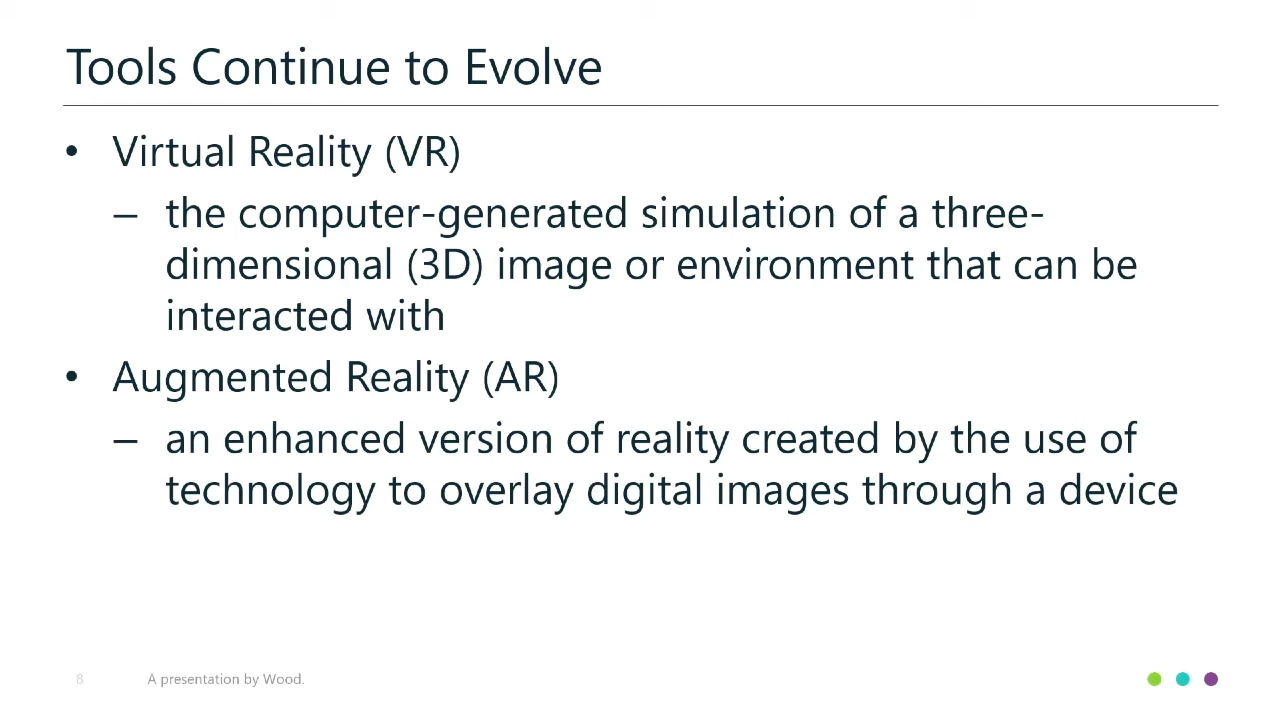 Tools Continue to Evolve
• Virtual Reality (VR)
– the computer-generated simulation of a three-
dimensional (3D) image or environment that can be
interacted with
• Augmented Reality (AR)
– an enhanced version of reality created by the use of
technology to overlay digital images through a device
8 A presentation by Wood.